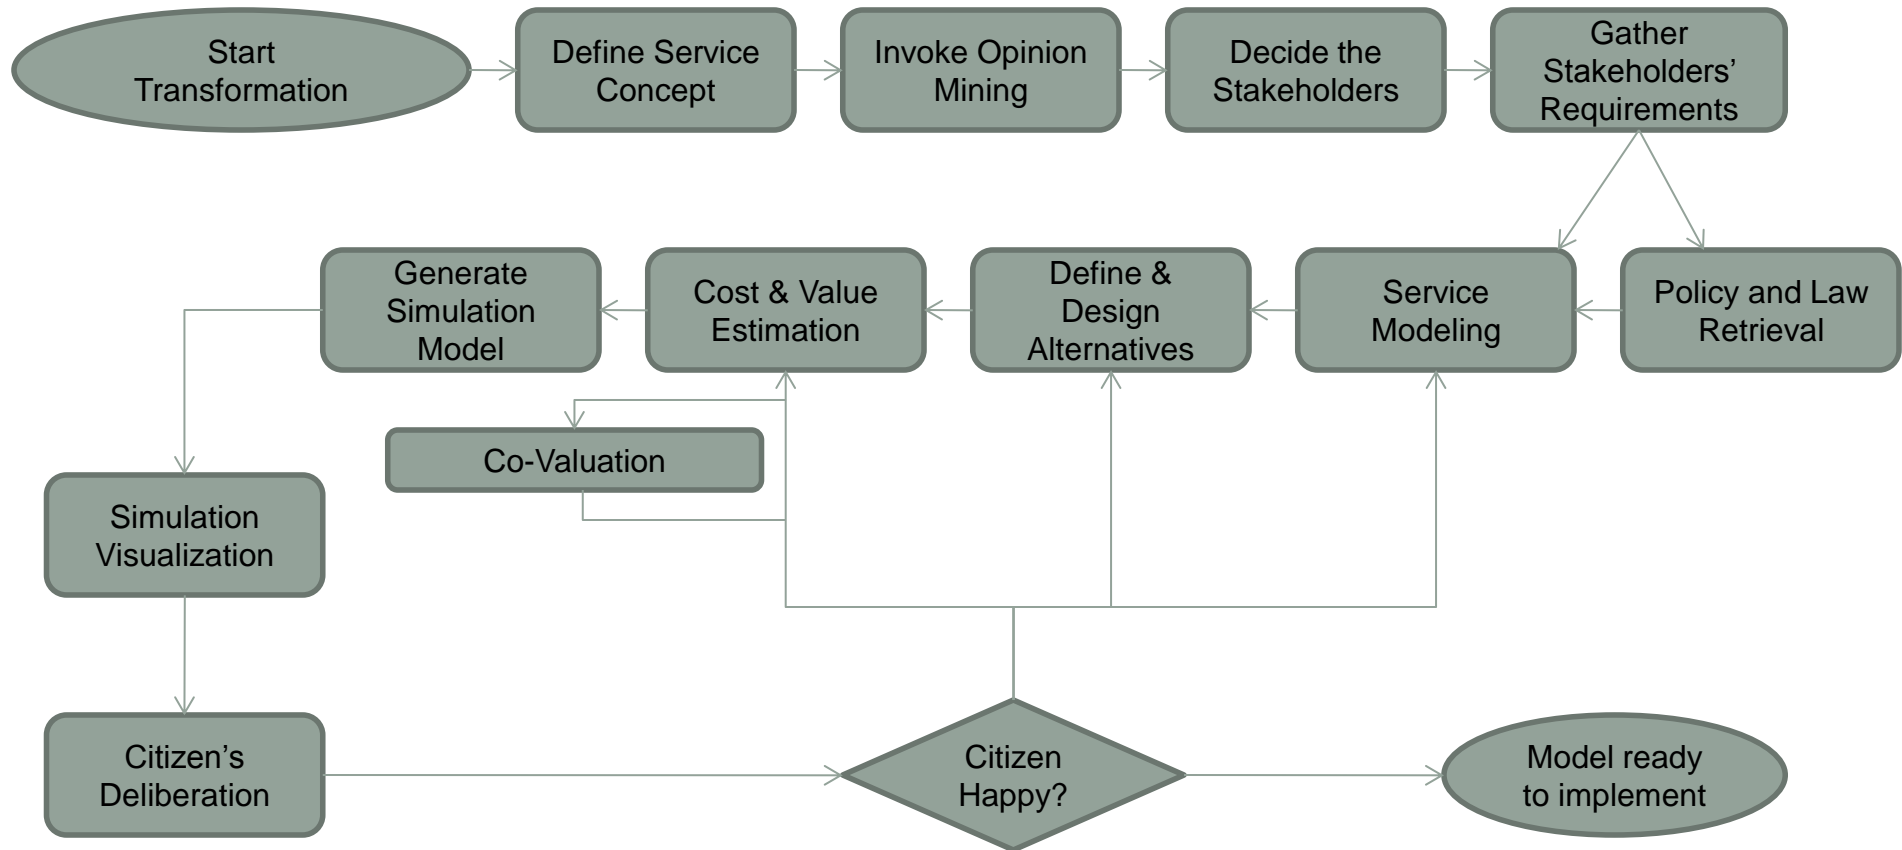 Start
Transformation
Define Service
Concept
Invoke Opinion
Mining
Decide the
Stakeholders
Gather
Stakeholders’
Requirements
Generate
Simulation
Model
Cost & Value
Estimation
Define &
Design
Alternatives
Service
Modeling
Policy and Law
Retrieval
Co-Valuation
Simulation
Visualization
Citizen’s
Deliberation
Citizen
Happy?
Model ready
to implement